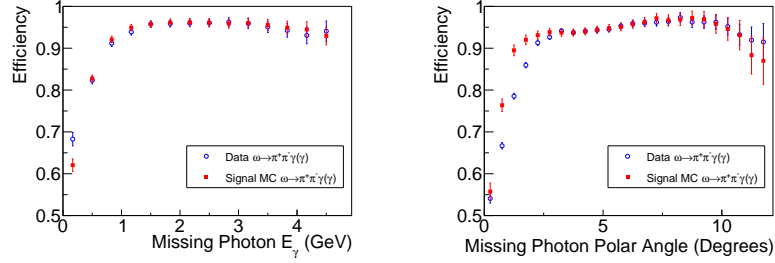 Efficiency
1
0.9
0.8
0.7
0.6
0.5
Data ω→π⁺π⁻γ(γ)
Signal MC ω→π⁺π⁻γ(γ)
0 1 2 3 4 5
Missing Photon E_γ (GeV)
Efficiency
1
0.9
0.8
0.7
0.6
0.5
Data ω→π⁺π⁻γ(γ)
Signal MC ω→π⁺π⁻γ(γ)
0 5 10
Missing Photon Polar Angle (Degrees)